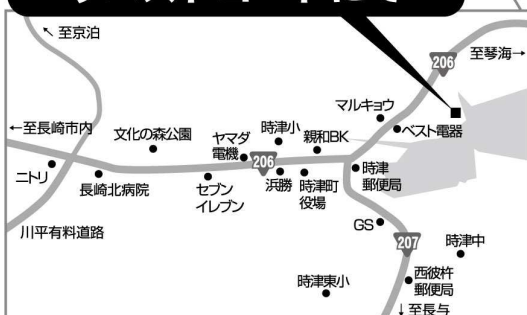 ↖至京泊
206
至琴海→
マルキョウ
ベスト電器
←至長崎市内
文化の森公園
ヤマダ
電機
時津小
親和BK
206
ニトリ
長崎北病院
セブン
イレブン
浜勝
時津町
役場
時津
郵便局
川平有料道路
GS
207
時津中
時津東小
西彼杵
郵便局
↓至長与